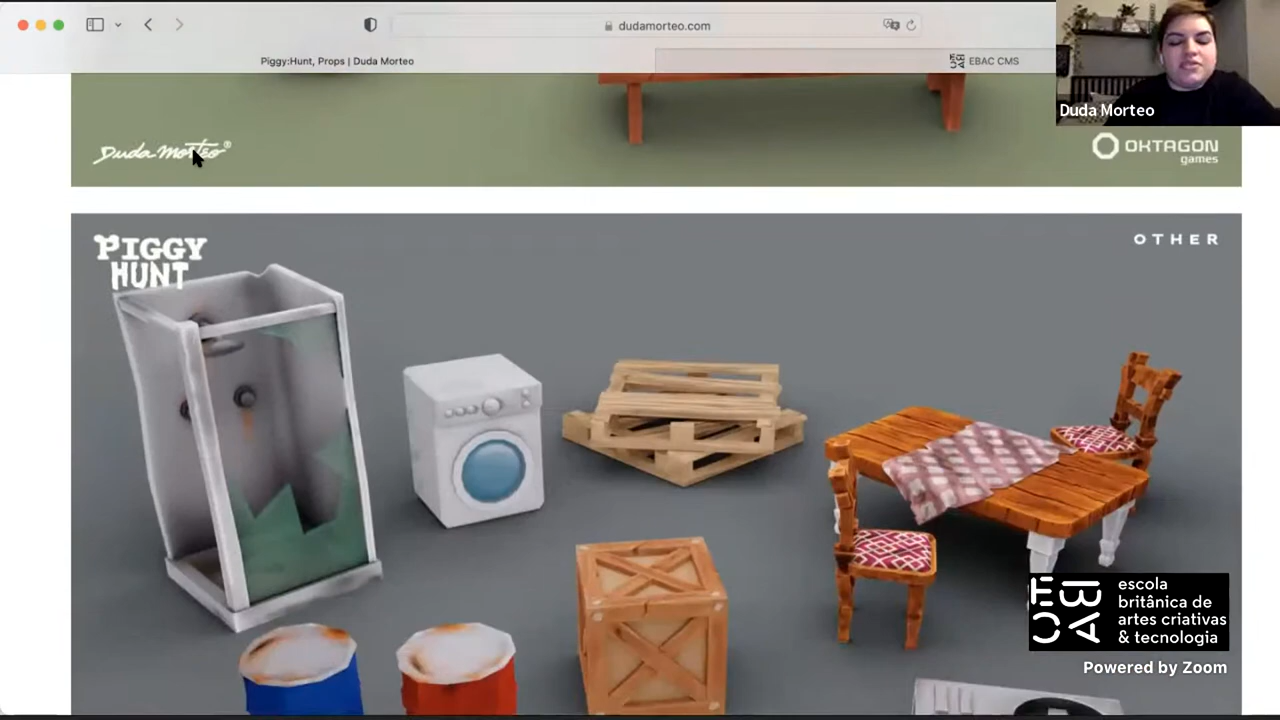 dudamorteo.com
Piggy:Hunt, Props | Duda Morteo
EBAC CMS
Duda Morteo
Duda Morteo®
OKTAGON
games
PIGGY
HUNT
OTHER
EBAC
escola
britânica de
artes criativas
& tecnologia
Powered by Zoom